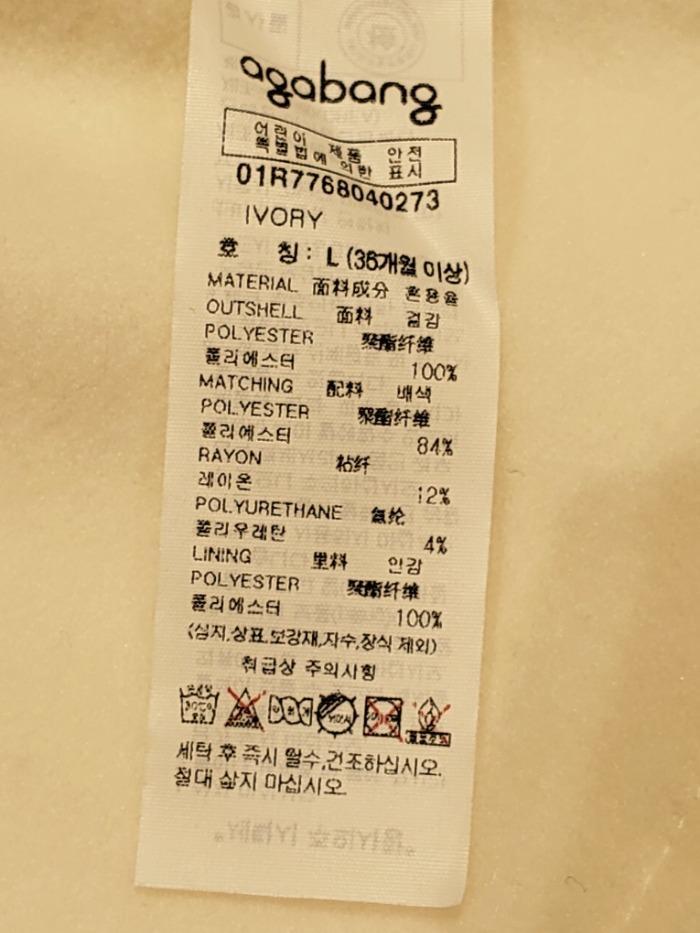 agabang
어린이 제품 안전
특별법에 의한 표시
01R7768040273
IVORY
호 칭 : L (36개월 이상)
MATERIAL 面料成分 혼용율
OUTSHELL 面料 겉감
POLYESTER 聚酯纤维
폴리에스터 100%
MATCHING 配料 배색
POLYESTER 聚酯纤维
폴리에스터 84%
RAYON 粘纤
레이온 12%
POLYURETHANE 氨纶
폴리우레탄 4%
LINING 里料 안감
POLYESTER 聚酯纤维
폴리에스터 100%
(심지,상표,보강재,자수,장식 제외)
취급상 주의사항
세탁 후 즉시 탈수,건조하십시오.
절대 삶지 마십시오.